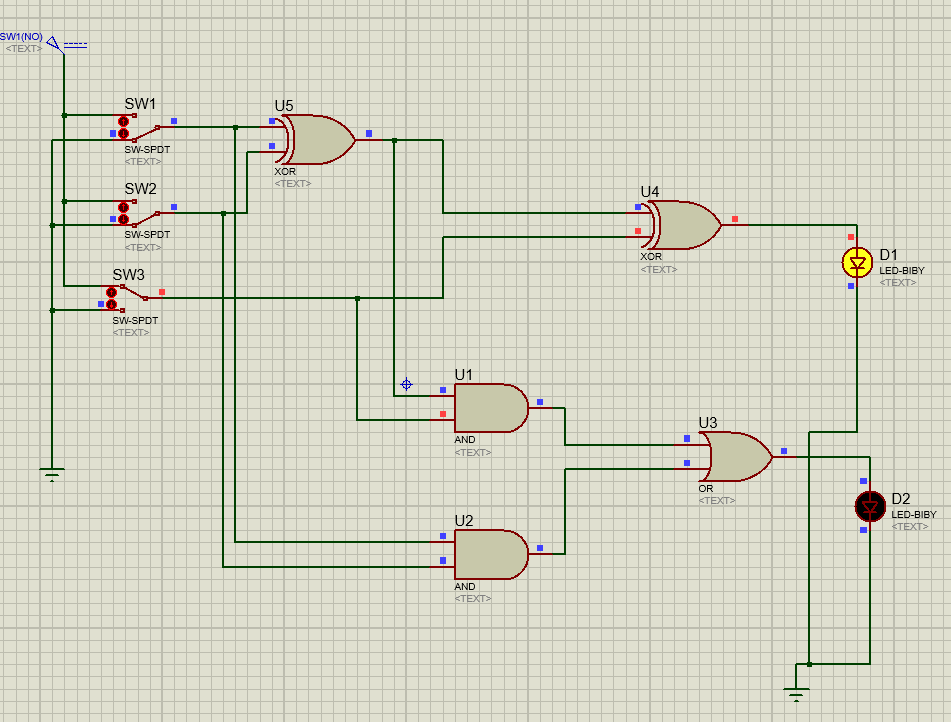 SW1(NO)
<TEXT>
SW1
SW-SPDT
<TEXT>
U5
XOR
<TEXT>
SW2
SW-SPDT
<TEXT>
U4
XOR
<TEXT>
SW3
SW-SPDT
<TEXT>
D1
LED-BIBY
<TEXT>
U1
AND
<TEXT>
U3
OR
<TEXT>
D2
LED-BIBY
<TEXT>
U2
AND
<TEXT>